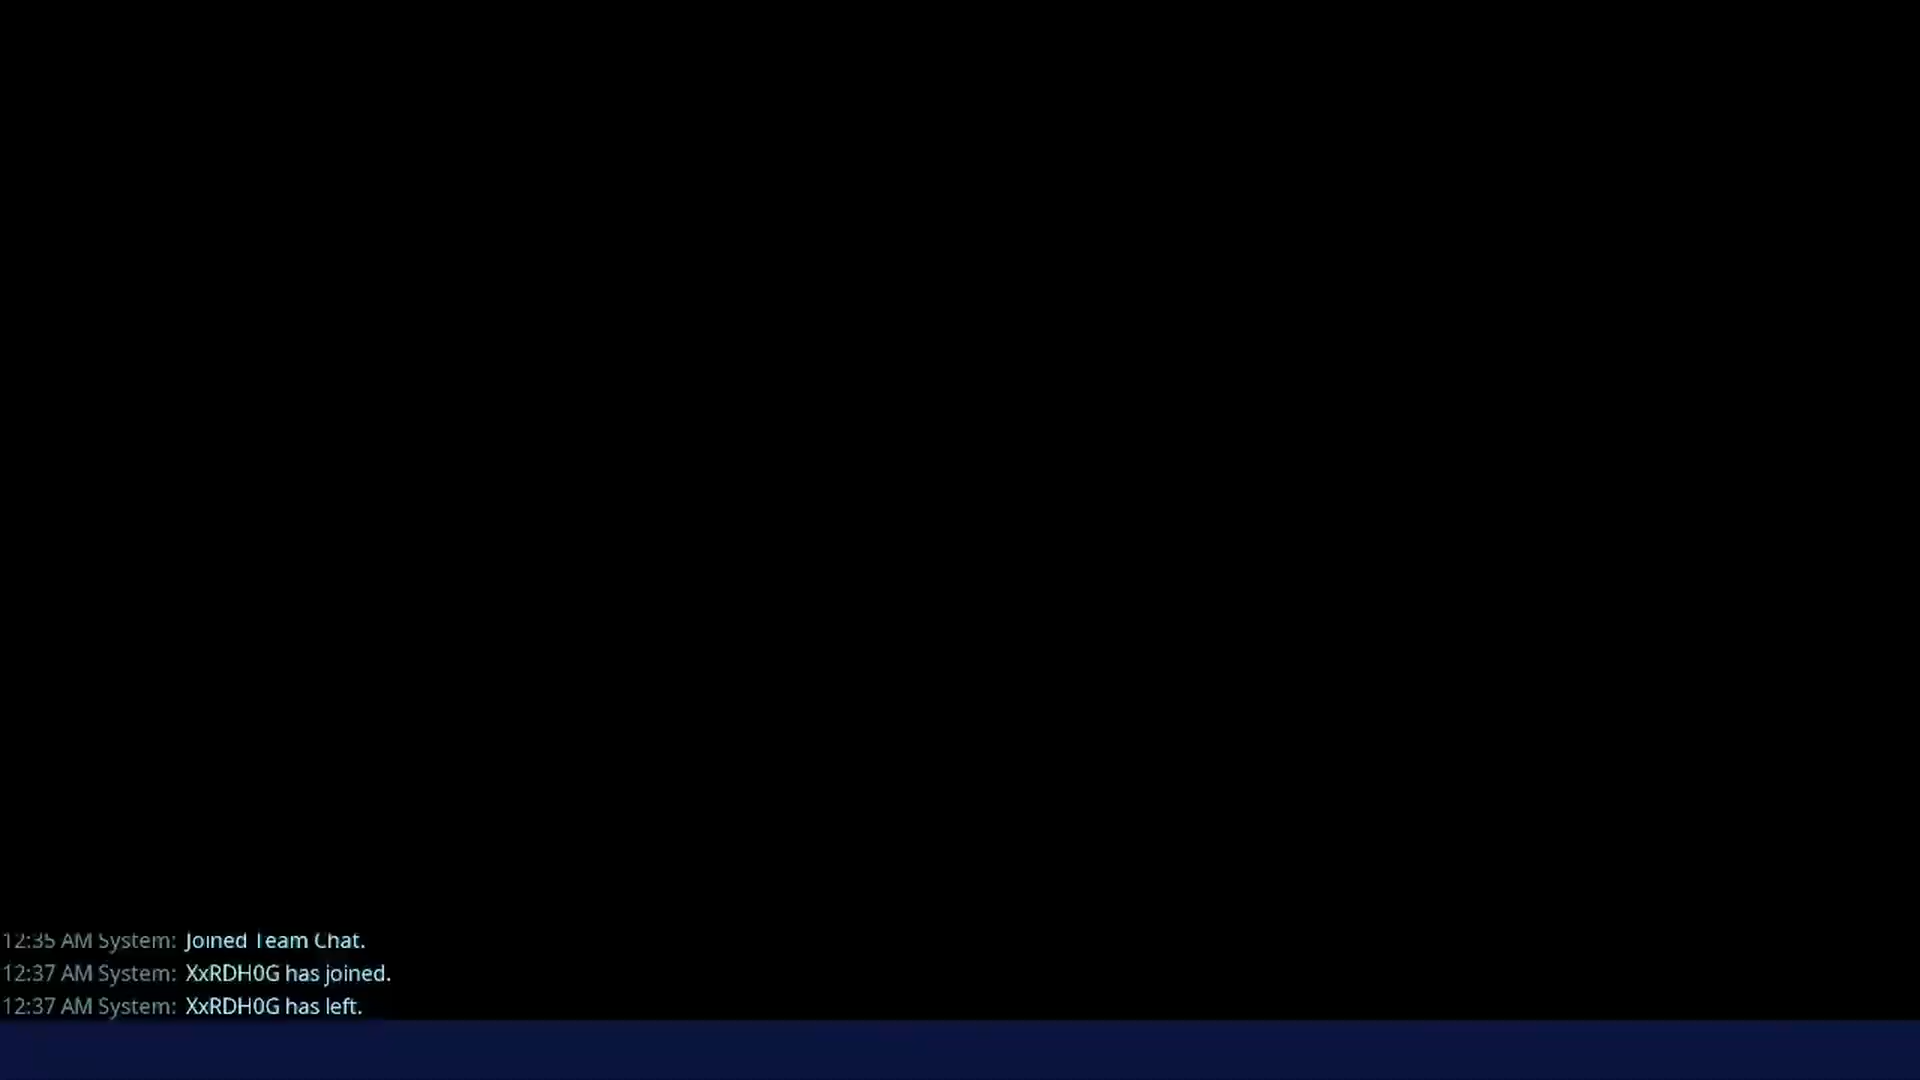 12:35 AM System: Joined Team Chat.
12:37 AM System: XxRDH0G has joined.
12:37 AM System: XxRDH0G has left.